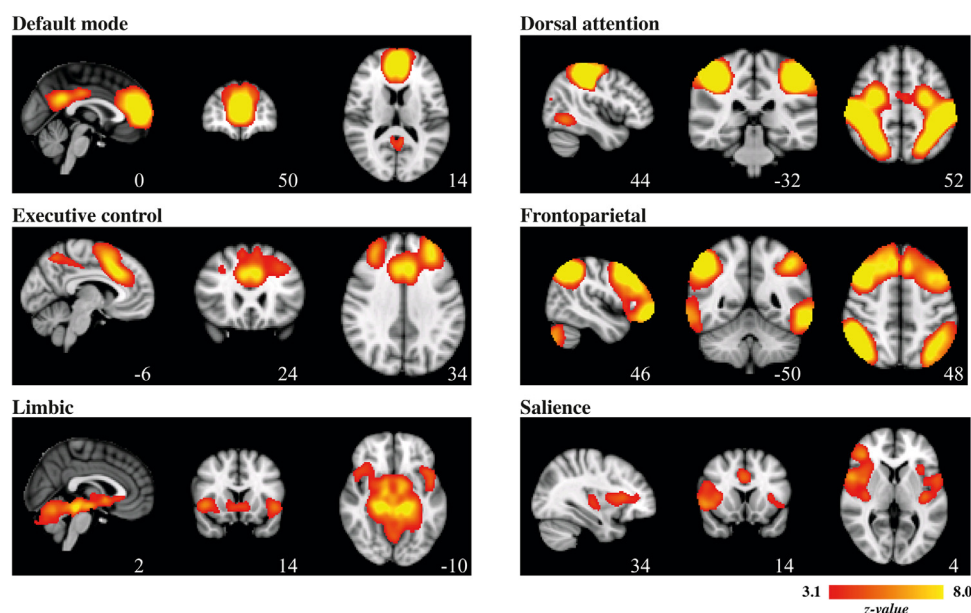 Default mode
0 50 14
Dorsal attention
44 -32 52
Executive control
-6 24 34
Frontoparietal
46 -50 48
Limbic
2 14 -10
Salience
34 14 4
3.1 8.0
z-value